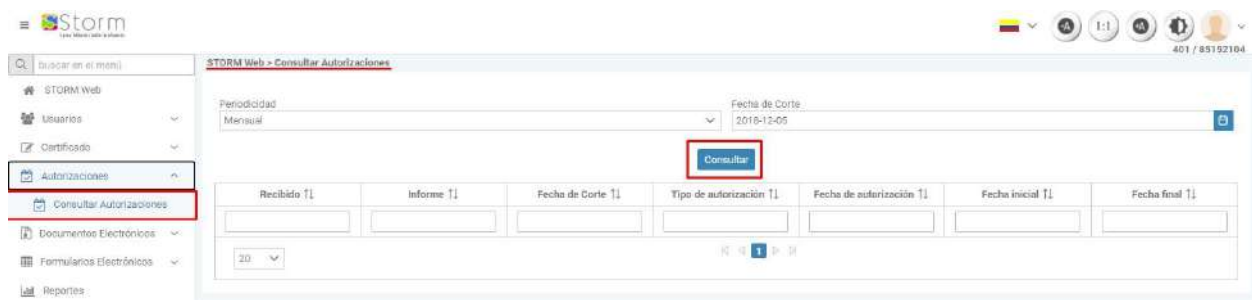 Storm
401 / 85192104
buscar en el menú
STORM Web > Consultar Autorizaciones
STORM Web
Usuarios
Certificado
Autorizaciones
Consultar Autorizaciones
Documentos Electrónicos
Formularios Electrónicos
Reportes
Periodicidad
Fecha de Corte
Mensual
2018-12-05
Consultar
Recibido Informe Fecha de Corte Tipo de autorización Fecha de autorización Fecha inicial Fecha final
20
1